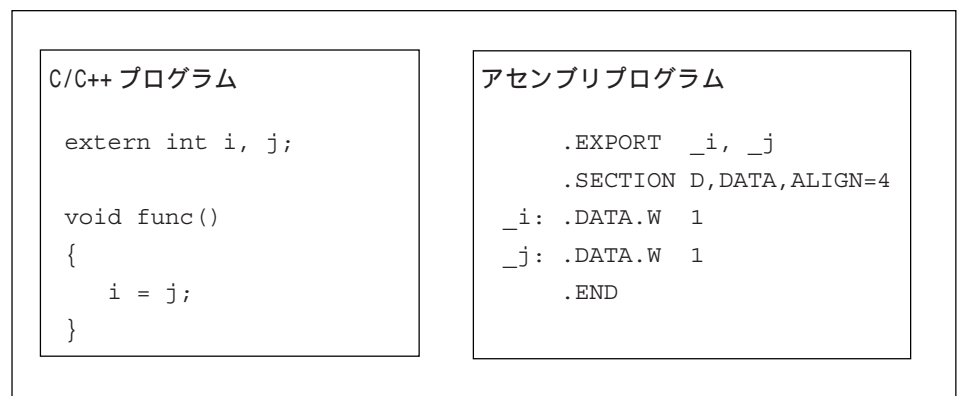 C/C++ プログラム
extern int i, j;
void func()
{
i = j;
}
アセンブリプログラム
.EXPORT _i, _j
.SECTION D,DATA,ALIGN=4
_i: .DATA.W 1
_j: .DATA.W 1
.END